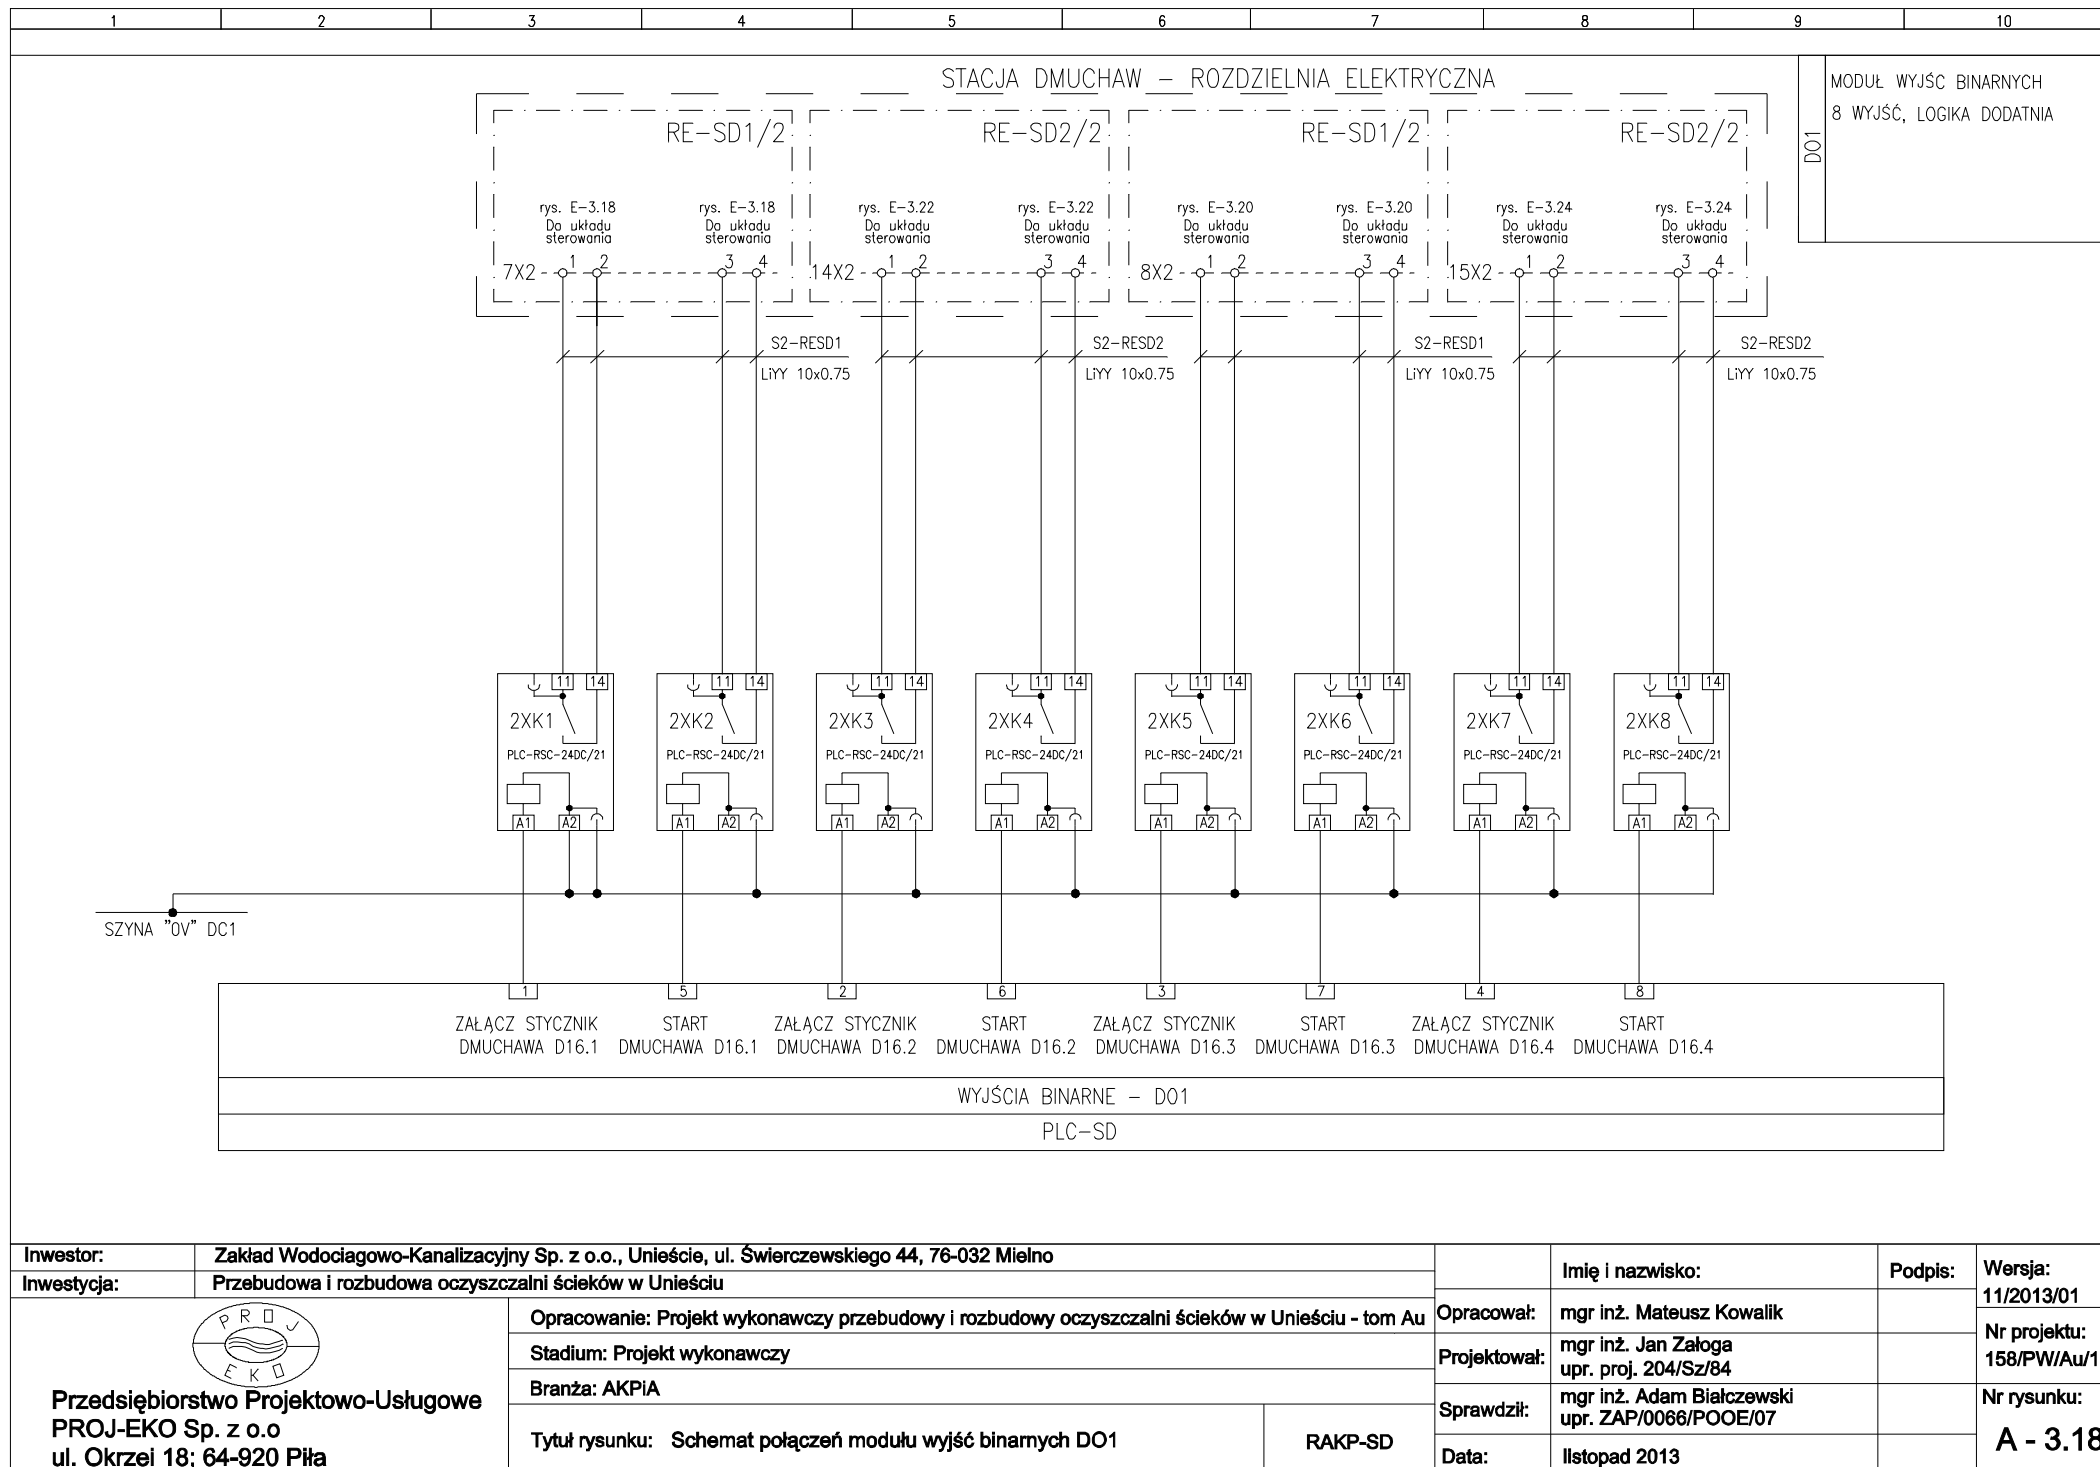 1 2 3 4 5 6 7 8 9 10
STACJA DMUCHAW – ROZDZIELNIA ELEKTRYCZNA
MODUŁ WYJŚC BINARNYCH
8 WYJŚĆ, LOGIKA DODATNIA
DO1
RE–SD1/2 RE–SD2/2 RE–SD1/2 RE–SD2/2
rys. E–3.18 rys. E–3.18 rys. E–3.22 rys. E–3.22 rys. E–3.20 rys. E–3.20 rys. E–3.24 rys. E–3.24
Do układu Do układu Do układu Do układu Do układu Do układu Do układu Do układu
sterowania sterowania sterowania sterowania sterowania sterowania sterowania sterowania
7X2 1 2 3 4 14X2 1 2 3 4 8X2 1 2 3 4 15X2 1 2 3 4
S2–RESD1 S2–RESD2 S2–RESD1 S2–RESD2
LiYY 10x0.75 LiYY 10x0.75 LiYY 10x0.75 LiYY 10x0.75
11 14 11 14 11 14 11 14 11 14 11 14 11 14 11 14
2XK1 2XK2 2XK3 2XK4 2XK5 2XK6 2XK7 2XK8
PLC–RSC–24DC/21 PLC–RSC–24DC/21 PLC–RSC–24DC/21 PLC–RSC–24DC/21 PLC–RSC–24DC/21 PLC–RSC–24DC/21 PLC–RSC–24DC/21 PLC–RSC–24DC/21
A1 A2 A1 A2 A1 A2 A1 A2 A1 A2 A1 A2 A1 A2 A1 A2
SZYNA "0V" DC1
1 5 2 6 3 7 4 8
ZAŁĄCZ STYCZNIK START ZAŁĄCZ STYCZNIK START ZAŁĄCZ STYCZNIK START ZAŁĄCZ STYCZNIK START
DMUCHAWA D16.1 DMUCHAWA D16.1 DMUCHAWA D16.2 DMUCHAWA D16.2 DMUCHAWA D16.3 DMUCHAWA D16.3 DMUCHAWA D16.4 DMUCHAWA D16.4
WYJŚCIA BINARNE – DO1
PLC–SD
Inwestor: Zakład Wodociagowo-Kanalizacyjny Sp. z o.o., Unieście, ul. Świerczewskiego 44, 76-032 Mielno
Inwestycja: Przebudowa i rozbudowa oczyszczalni ścieków w Unieściu
PROJ
EKO
Przedsiębiorstwo Projektowo-Usługowe
PROJ-EKO Sp. z o.o
ul. Okrzei 18; 64-920 Piła
Opracowanie: Projekt wykonawczy przebudowy i rozbudowy oczyszczalni ścieków w Unieściu - tom Au
Stadium: Projekt wykonawczy
Branża: AKPiA
Tytuł rysunku: Schemat połączeń modułu wyjść binarnych DO1
RAKP-SD
Imię i nazwisko: Podpis:
Opracował: mgr inż. Mateusz Kowalik
Projektował: mgr inż. Jan Załoga
upr. proj. 204/Sz/84
Sprawdził: mgr inż. Adam Białczewski
upr. ZAP/0066/POOE/07
Data: listopad 2013
Wersja:
11/2013/01
Nr projektu:
158/PW/Au/1
Nr rysunku:
A - 3.18